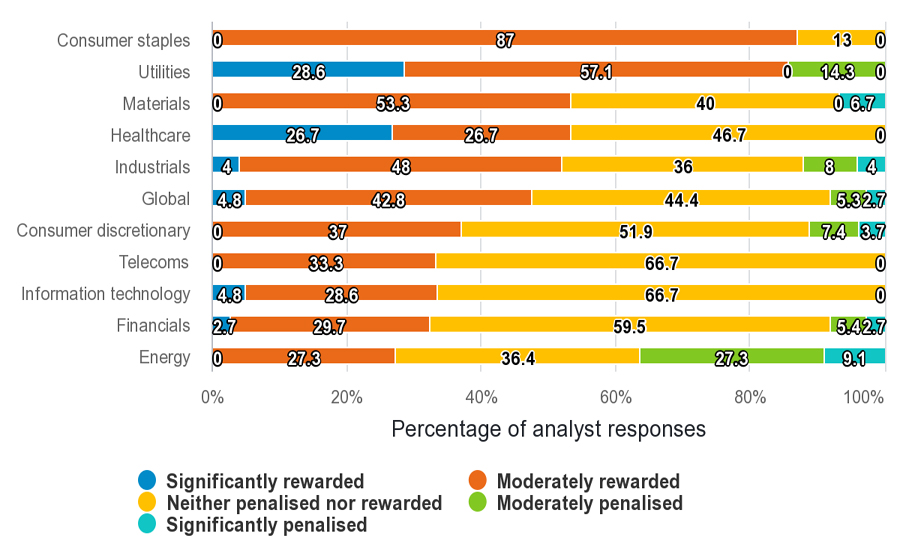 Consumer staples 0 87 13 0
Utilities 28.6 57.1 0 14.3 0
Materials 0 53.3 40 0 6.7
Healthcare 26.7 26.7 46.7 0
Industrials 4 48 36 8 4
Global 4.8 42.8 44.4 5.3 2.7
Consumer discretionary 0 37 51.9 7.4 3.7
Telecoms 0 33.3 66.7 0
Information technology 4.8 28.6 66.7 0
Financials 2.7 29.7 59.5 5.4 2.7
Energy 0 27.3 36.4 27.3 9.1
0% 20% 40% 60% 80% 100%
Percentage of analyst responses
Significantly rewarded Moderately rewarded
Neither penalised nor rewarded Moderately penalised
Significantly penalised